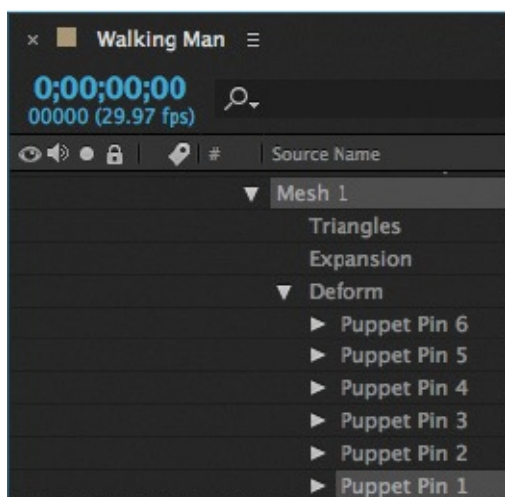 × Walking Man
0;00;00;00
00000 (29.97 fps)
# Source Name
Mesh 1
Triangles
Expansion
Deform
Puppet Pin 6
Puppet Pin 5
Puppet Pin 4
Puppet Pin 3
Puppet Pin 2
Puppet Pin 1